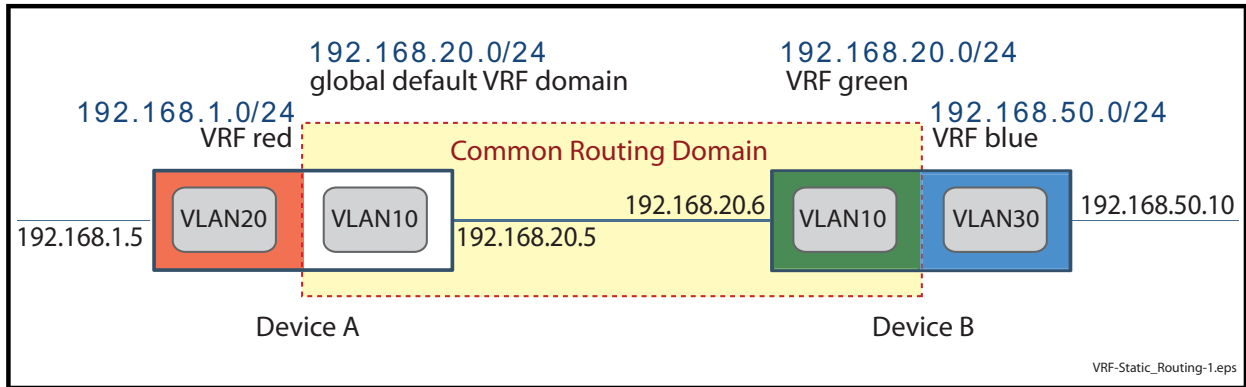 192.168.20.0/24
global default VRF domain
192.168.20.0/24
VRF green
192.168.1.0/24
VRF red
192.168.50.0/24
VRF blue
Common Routing Domain
VLAN20
VLAN10
VLAN10
VLAN30
192.168.1.5
192.168.20.5
192.168.20.6
192.168.50.10
Device A
Device B
VRF-Static_Routing-1.eps